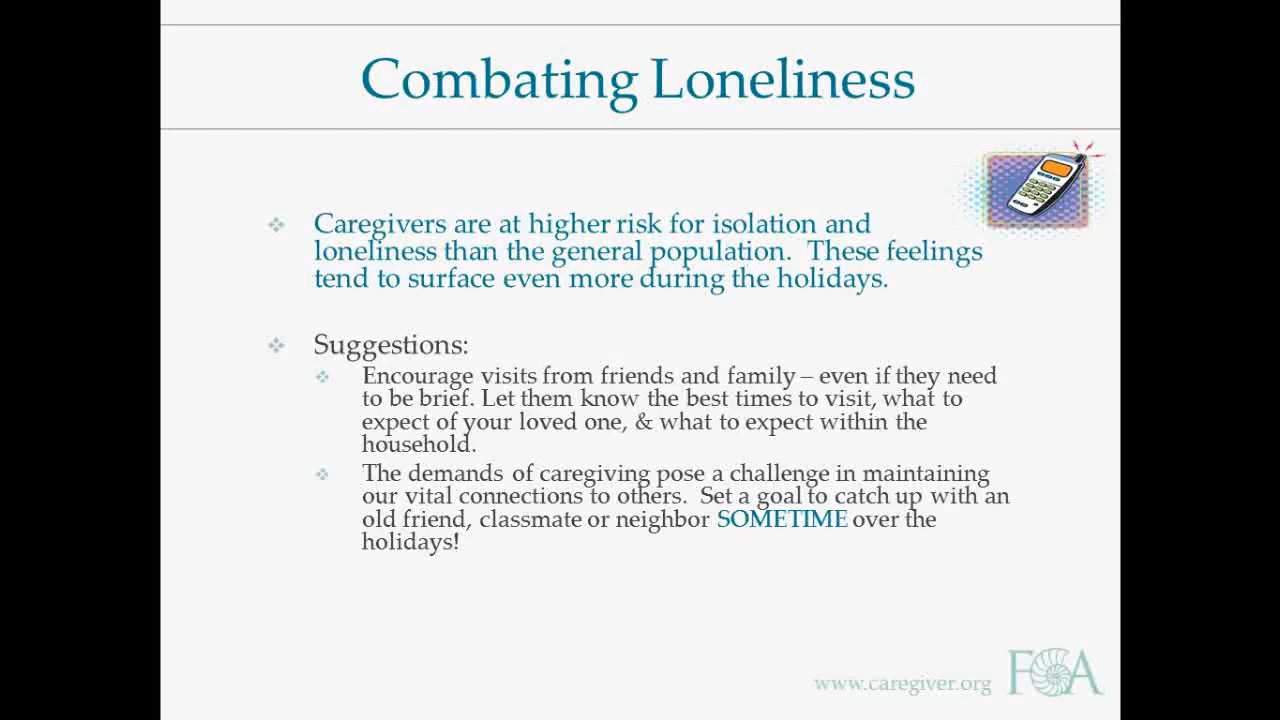 Combating Loneliness
Caregivers are at higher risk for isolation and
loneliness than the general population. These feelings
tend to surface even more during the holidays.
Suggestions:
Encourage visits from friends and family – even if they need
to be brief. Let them know the best times to visit, what to
expect of your loved one, & what to expect within the
household.
The demands of caregiving pose a challenge in maintaining
our vital connections to others. Set a goal to catch up with an
old friend, classmate or neighbor SOMETIME over the
holidays!
www.caregiver.org FCA